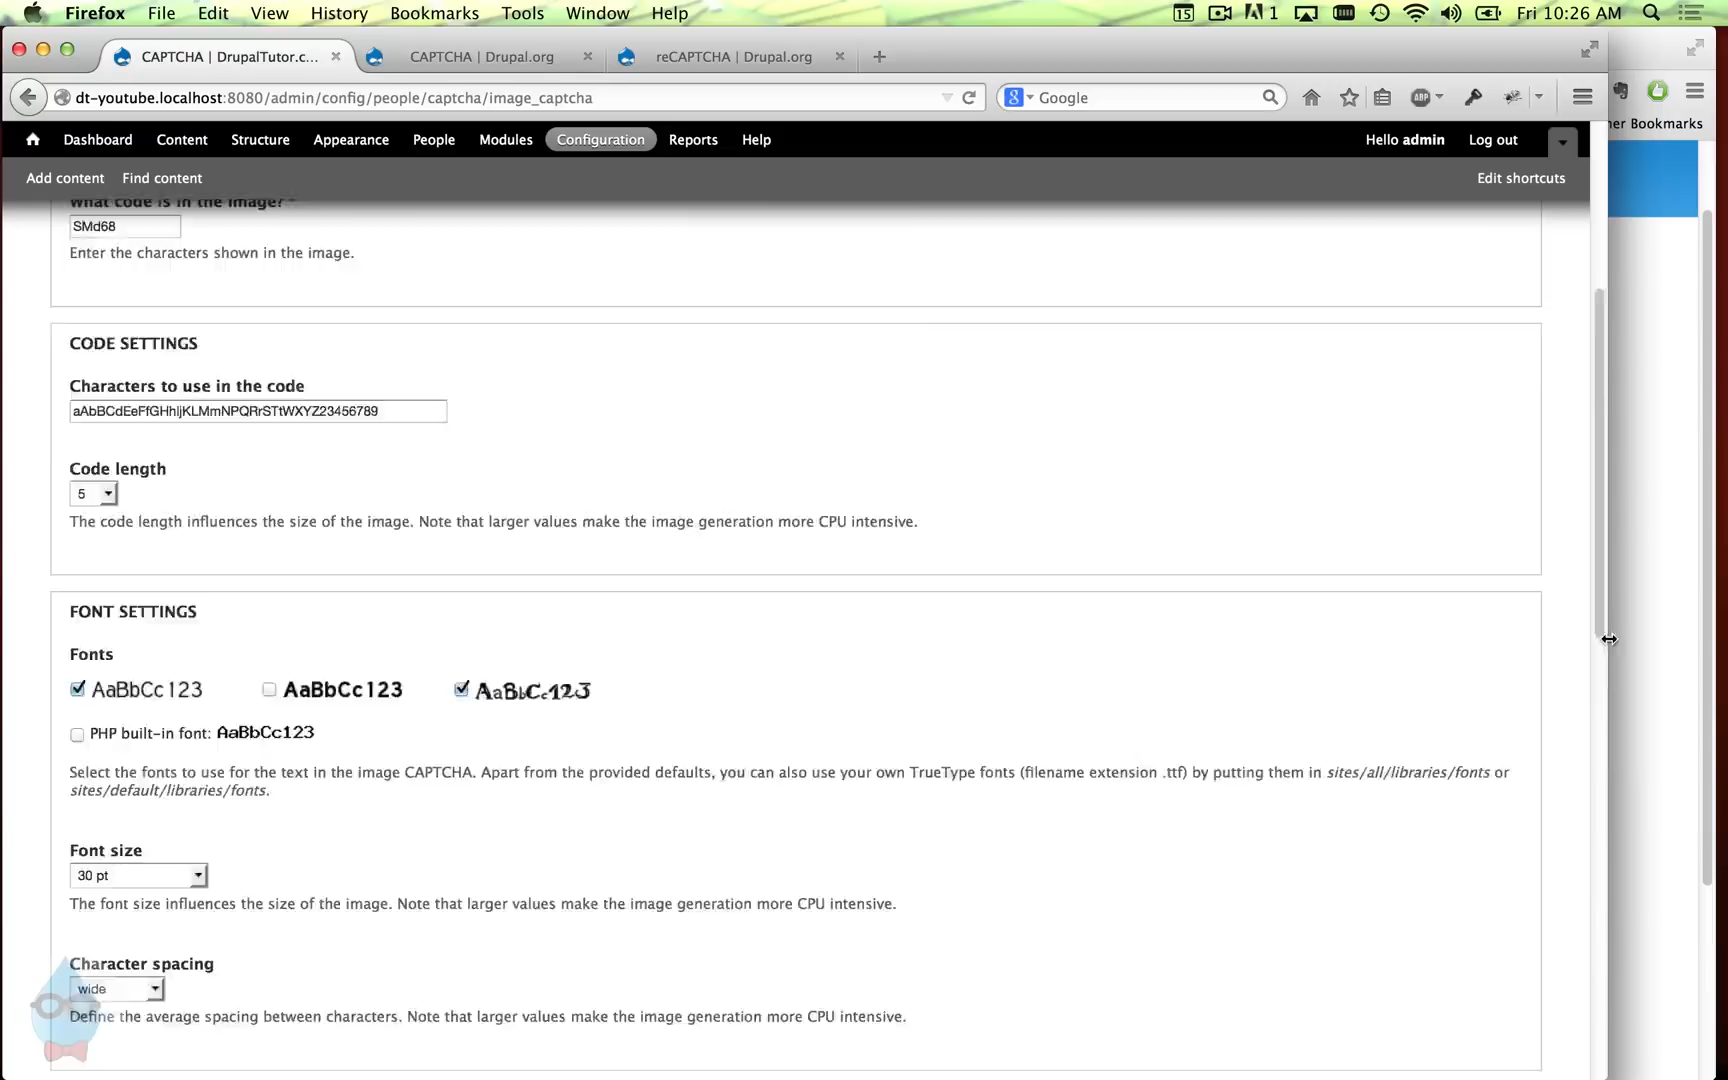 Firefox File Edit View History Bookmarks Tools Window Help 15 1 Fri 10:26 AM
CAPTCHA | DrupalTutor.c... CAPTCHA | Drupal.org reCAPTCHA | Drupal.org
dt-youtube.localhost:8080/admin/config/people/captcha/image_captcha Google ABP
er Bookmarks
Dashboard Content Structure Appearance People Modules Configuration Reports Help Hello admin Log out
Add content Find content Edit shortcuts
What code is in the image? *
SMd68
Enter the characters shown in the image.
CODE SETTINGS
Characters to use in the code
aAbBCdEeFfGHhIjKLMmNPQRrSTtWXYZ23456789
Code length
5
The code length influences the size of the image. Note that larger values make the image generation more CPU intensive.
FONT SETTINGS
Fonts
AaBbCc123 AaBbCc123 AaBbCc123
PHP built-in font: AaBbCc123
Select the fonts to use for the text in the image CAPTCHA. Apart from the provided defaults, you can also use your own TrueType fonts (filename extension .ttf) by putting them in sites/all/libraries/fonts or
sites/default/libraries/fonts.
Font size
30 pt
The font size influences the size of the image. Note that larger values make the image generation more CPU intensive.
Character spacing
wide
Define the average spacing between characters. Note that larger values make the image generation more CPU intensive.